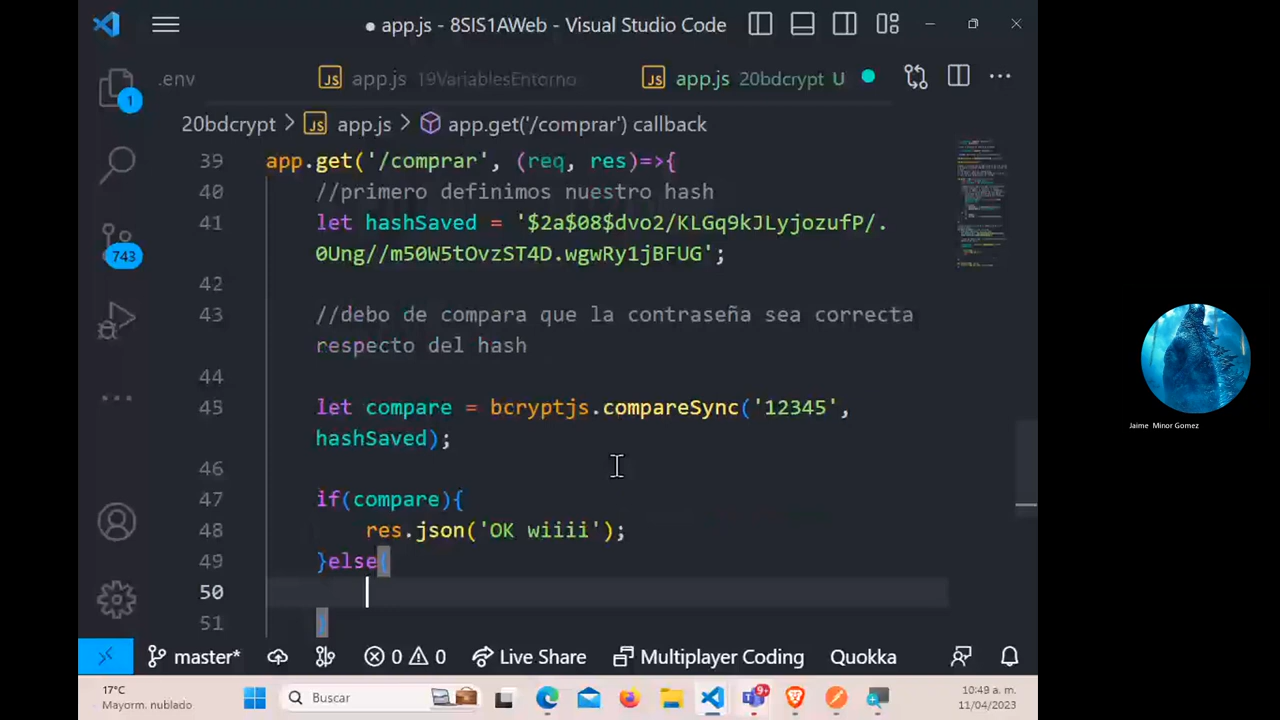 ● app.js - 8SIS1AWeb - Visual Studio Code
.env
JS app.js 19VariablesEntorno
JS app.js 20bdcrypt U
1
20bdcrypt > JS app.js > app.get('/comprar') callback
39 app.get('/comprar', (req, res)=>{
40 //primero definimos nuestro hash
41 let hashSaved = '$2a$08$dvo2/KLGq9kJLyjozufP/.
0Ung//m50W5tOvzST4D.wgwRy1jBFUG';
743
42
43 //debo de compara que la contraseña sea correcta
respecto del hash
44
45 let compare = bcryptjs.compareSync('12345',
hashSaved);
46
47 if(compare){
48 res.json('OK wiiii');
49 }else{
50
51 }
master* 0 0 Live Share Multiplayer Coding Quokka
17°C
Mayorm. nublado
Buscar
9+
10:49 a. m.
11/04/2023
Jaime Minor Gomez